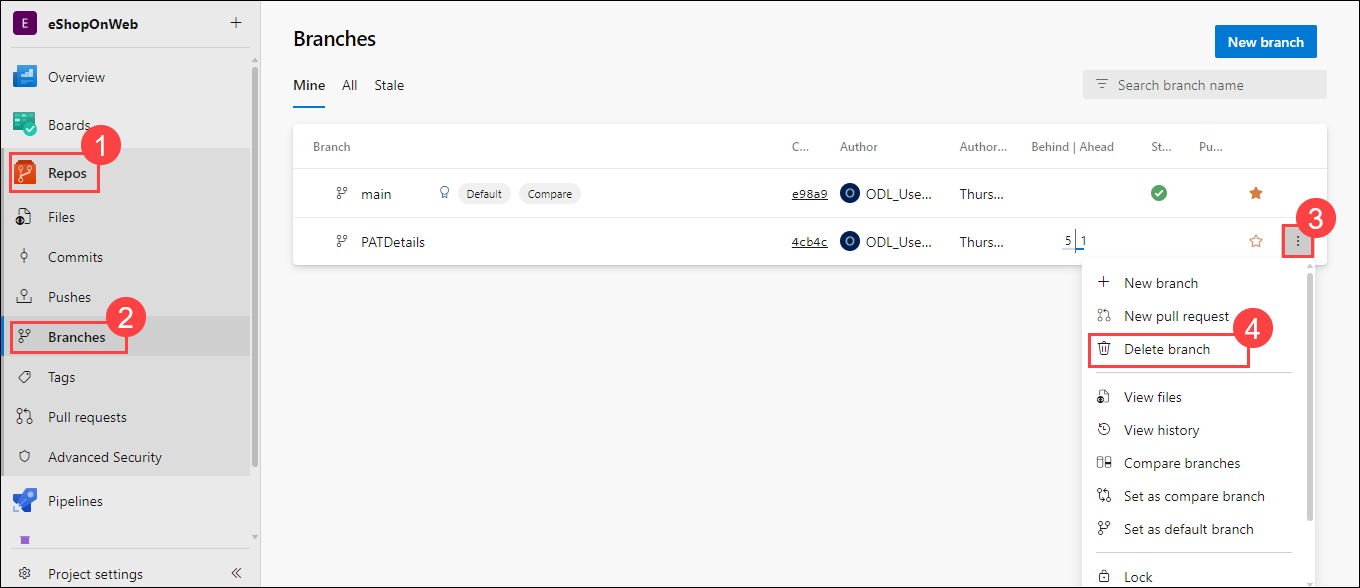 E eShopOnWeb +
Overview
Boards
1
Repos
Files
Commits
Pushes
2
Branches
Tags
Pull requests
Advanced Security
Pipelines
Project settings
Branches
New branch
Mine All Stale
Search branch name
Branch C... Author Author... Behind | Ahead St... Pu...
main Default Compare e98a9 O ODL_Use... Thurs...
PATDetails 4cb4c O ODL_Use... Thurs... 5 | 1
3
New branch
New pull request
4
Delete branch
View files
View history
Compare branches
Set as compare branch
Set as default branch
Lock